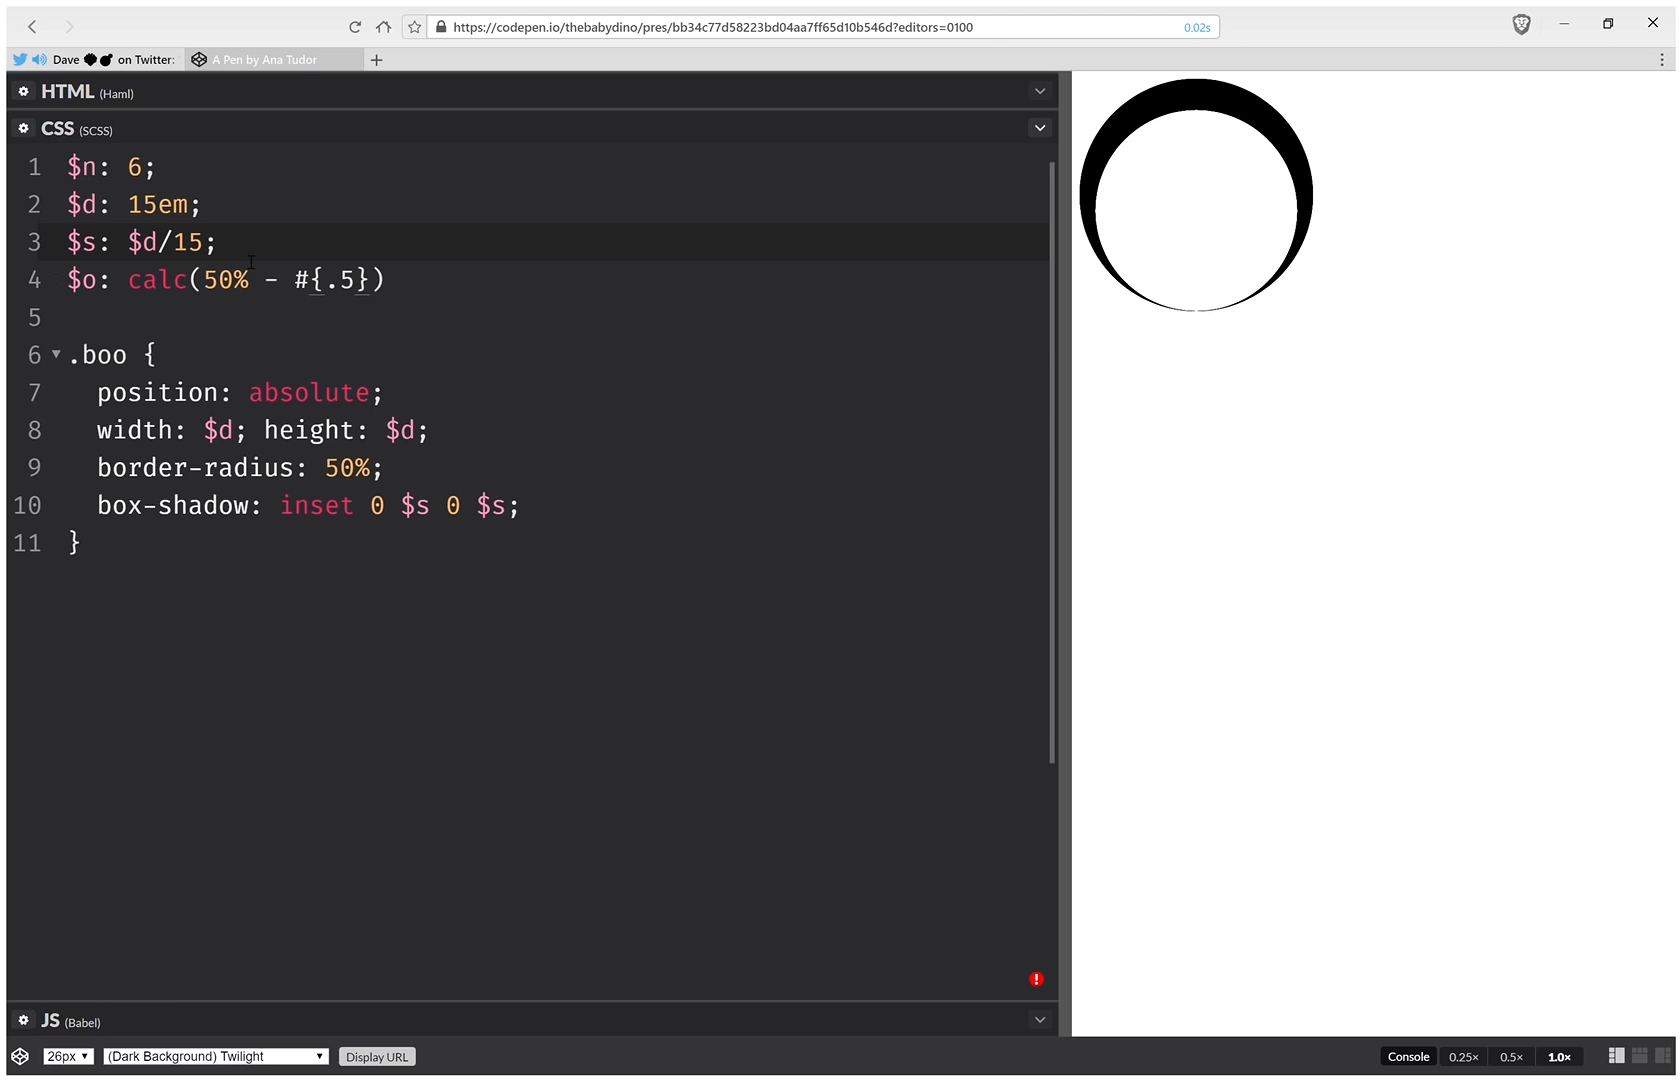 https://codepen.io/thebabydino/pres/bb34c77d58223bd04aa7ff65d10b546d?editors=0100
0.02s
Dave on Twitter:
A Pen by Ana Tudor
HTML (Haml)
CSS (SCSS)
1 $n: 6;
2 $d: 15em;
3 $s: $d/15;
4 $o: calc(50% - #{.5})
5
6 .boo {
7 position: absolute;
8 width: $d; height: $d;
9 border-radius: 50%;
10 box-shadow: inset 0 $s 0 $s;
11 }
JS (Babel)
26px
(Dark Background) Twilight
Display URL
Console 0.25× 0.5× 1.0×